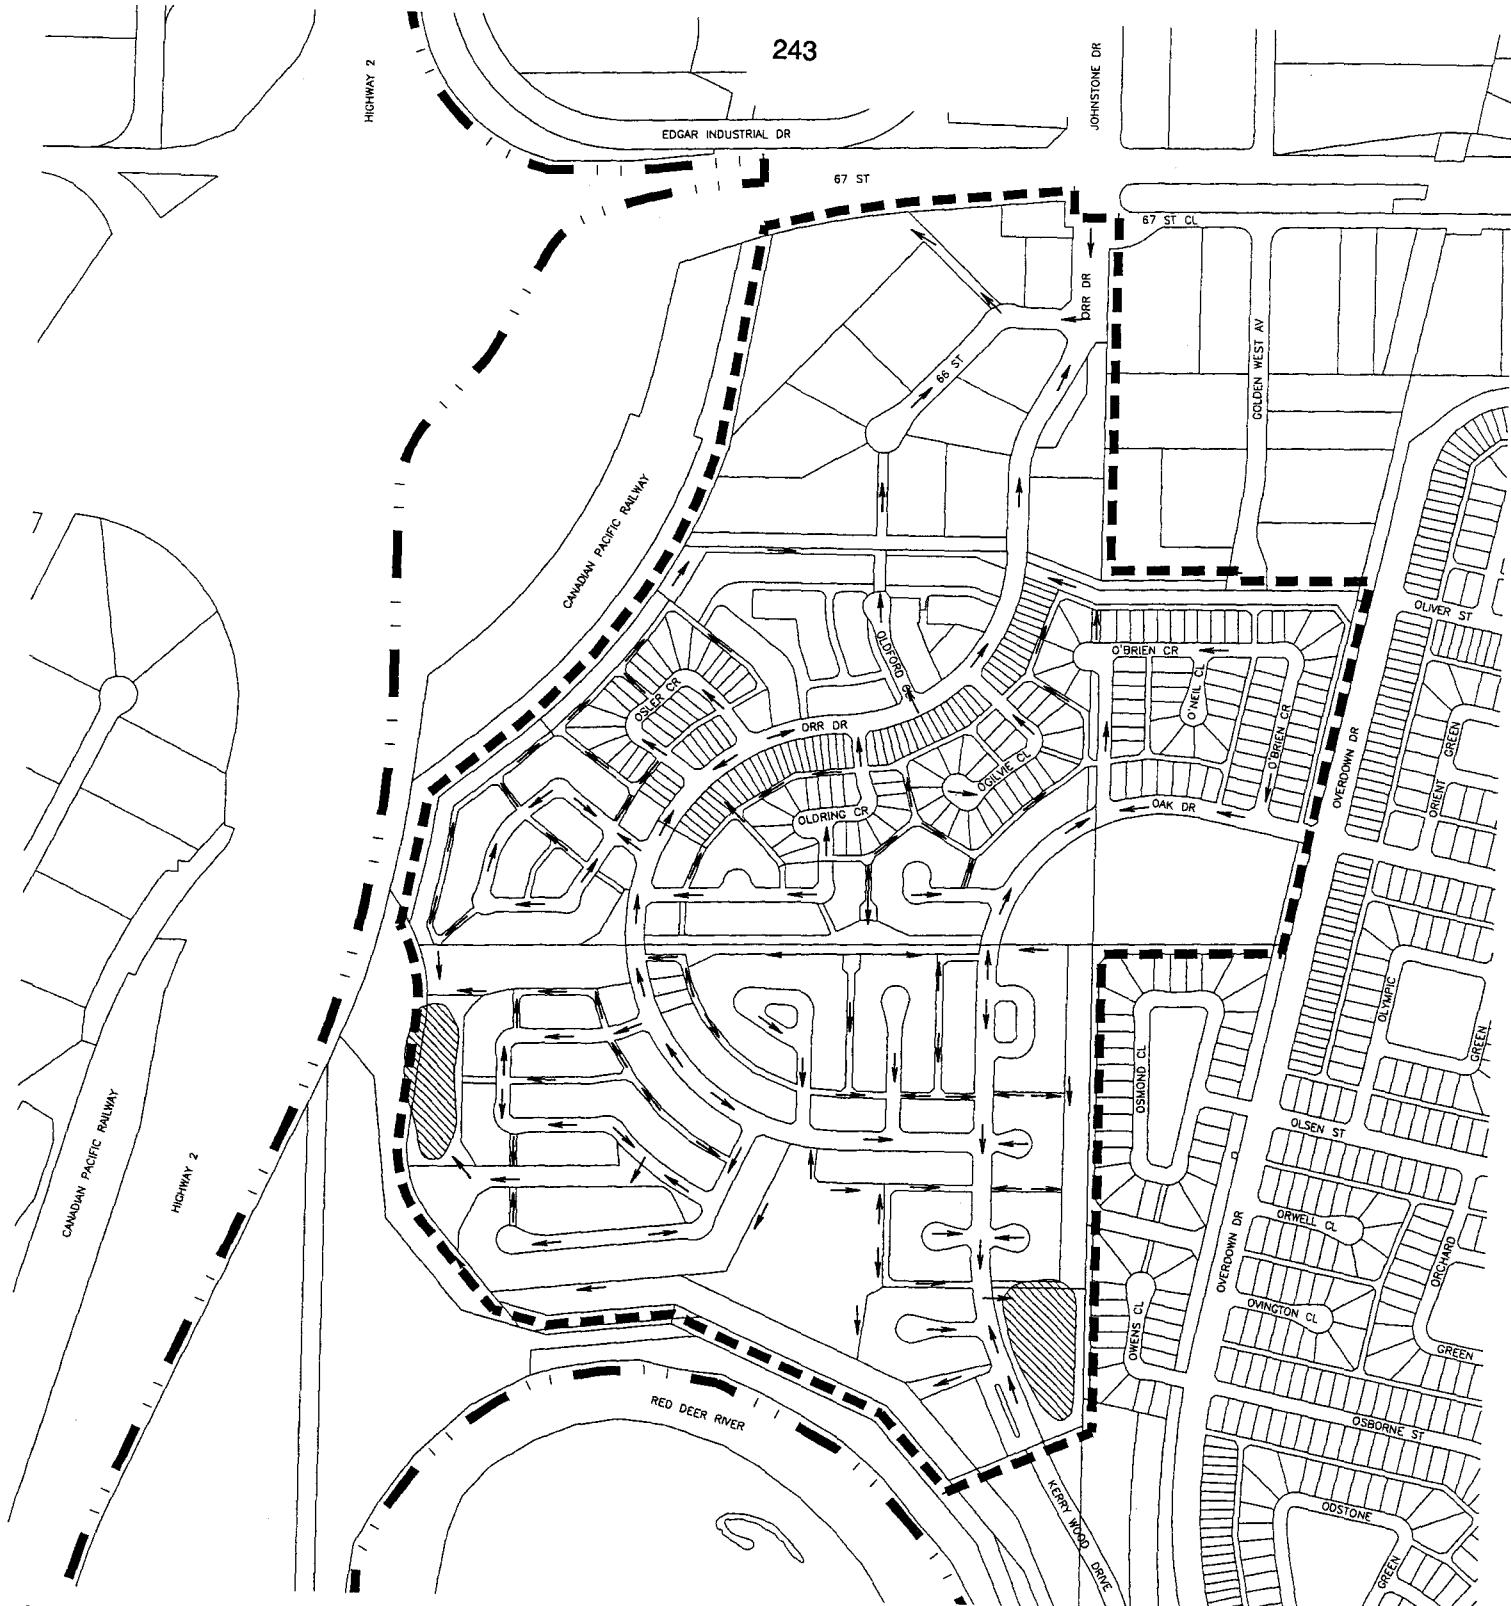 243
HIGHWAY 2
JOHNSTONE DR
EDGAR INDUSTRIAL DR
67 ST
67 ST CL
ORR DR
66 ST
GOLDEN WEST AV
CANADIAN PACIFIC RAILWAY
OLIVER ST
OLDFORD
O'BRIEN CR
O'NEIL CL
O'BRIEN CR
OSLER CR
ORR DR
OGILVIE CL
OLDRING CR
OAK DR
OVERDOWN DR
ORIENT
GREEN
OLYMPIC
GREEN
OSMOND CL
OLSEN ST
ORWELL CL
OVERDOWN DR
ORCHARD
GREEN
OVINGTON CL
OWENS CL
OSBORNE ST
CANADIAN PACIFIC RAILWAY
HIGHWAY 2
RED DEER RIVER
KERRY WOOD DRIVE
ODSTONE
GREEN